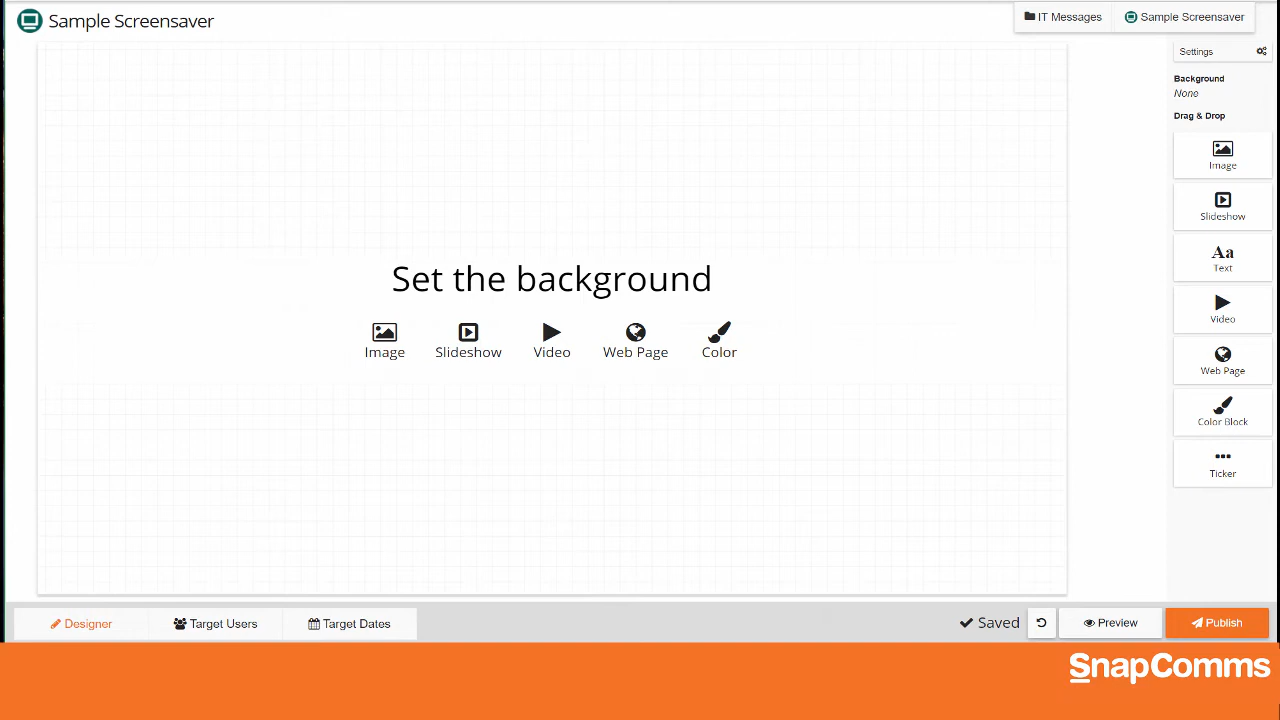 Sample Screensaver
IT Messages
Sample Screensaver
Settings
Background
None
Drag & Drop
Image
Slideshow
Aa
Text
Video
Web Page
Color Block
Ticker
Set the background
Image
Slideshow
Video
Web Page
Color
Designer
Target Users
Target Dates
Saved
Preview
Publish
SnapComms